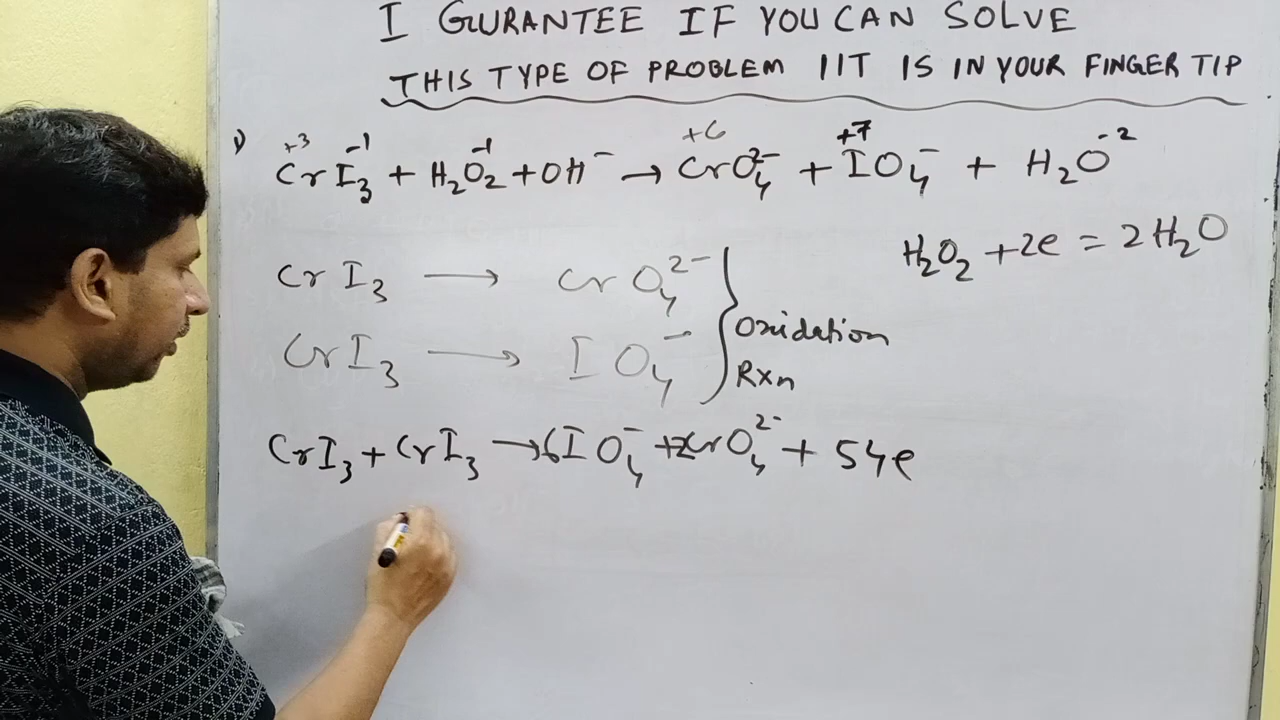 I GURANTEE IF YOU CAN SOLVE
THIS TYPE OF PROBLEM IIT IS IN YOUR FINGER TIP
1) +3 -1 -1 +6 +7 -2
CrI₃ + H₂O₂ + OH⁻ → CrO₄²⁻ + IO₄⁻ + H₂O
H₂O₂ + 2e = 2H₂O
CrI₃ → CrO₄²⁻
CrI₃ → IO₄⁻
Oxidation
Rxn
CrI₃ + CrI₃ → 6IO₄⁻ + 2CrO₄²⁻ + 54e